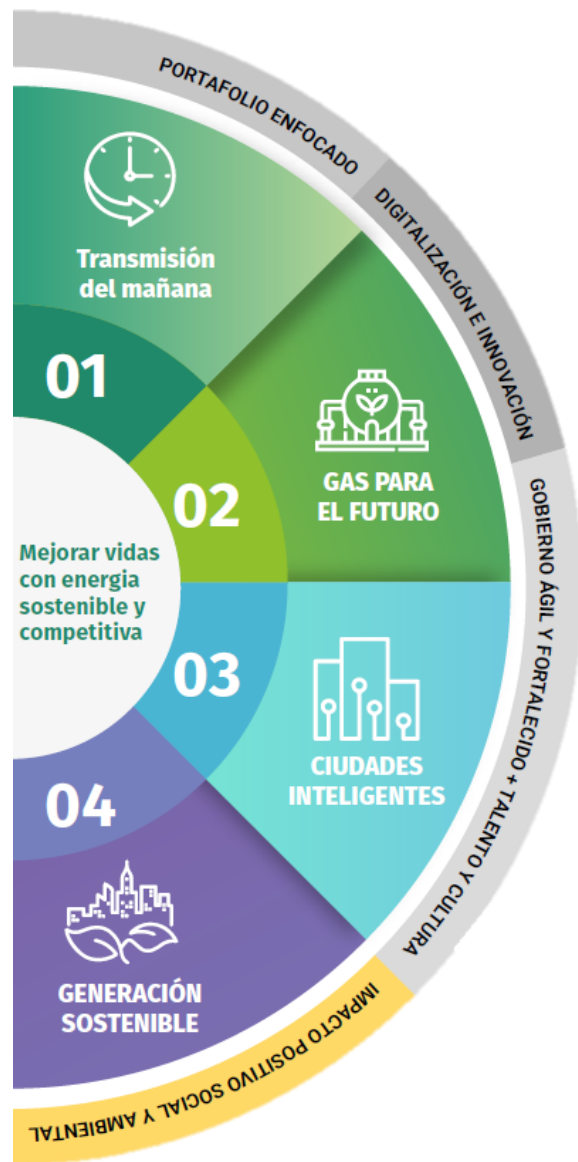 PORTAFOLIO ENFOCADO
DIGITALIZACIÓN E INNOVACIÓN
GOBIERNO ÁGIL Y FORTALECIDO + TALENTO Y CULTURA
IMPACTO POSITIVO SOCIAL Y AMBIENTAL
Transmisión
del mañana
01
GAS PARA
EL FUTURO
02
Mejorar vidas
con energia
sostenible y
competitiva
03
CIUDADES
INTELIGENTES
04
GENERACIÓN
SOSTENIBLE